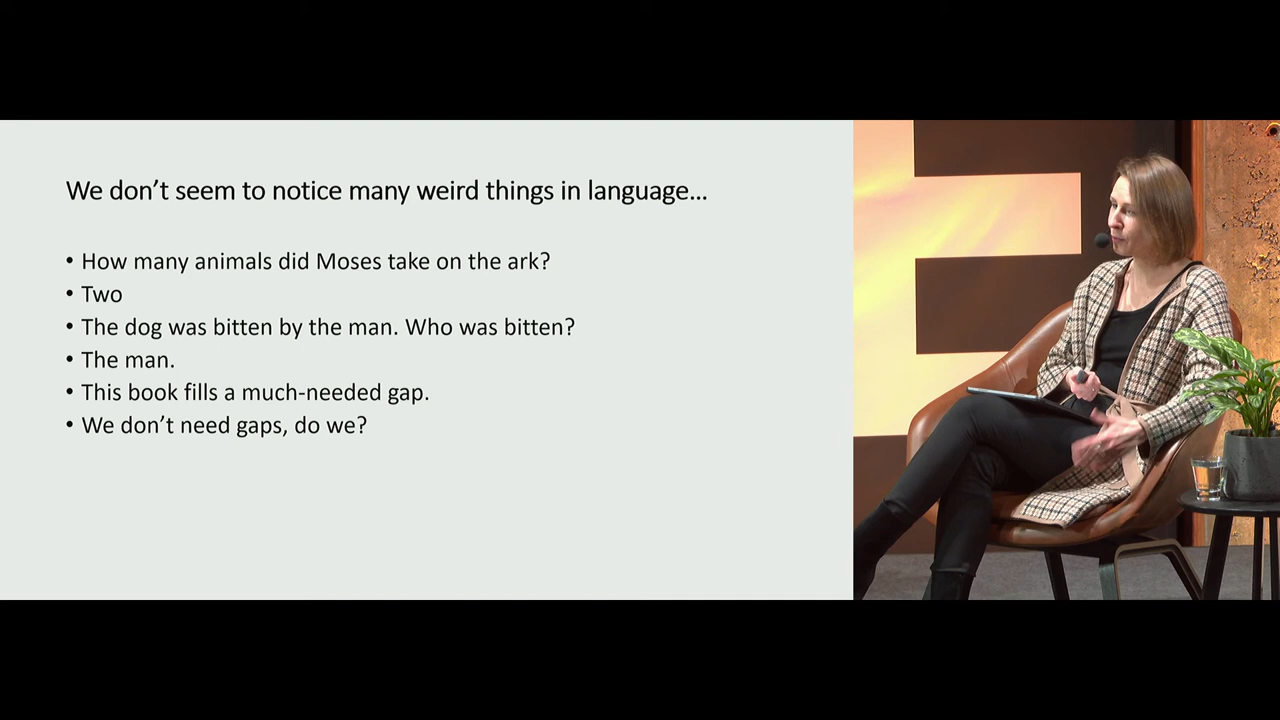 We don’t seem to notice many weird things in language...
• How many animals did Moses take on the ark?
• Two
• The dog was bitten by the man. Who was bitten?
• The man.
• This book fills a much-needed gap.
• We don’t need gaps, do we?